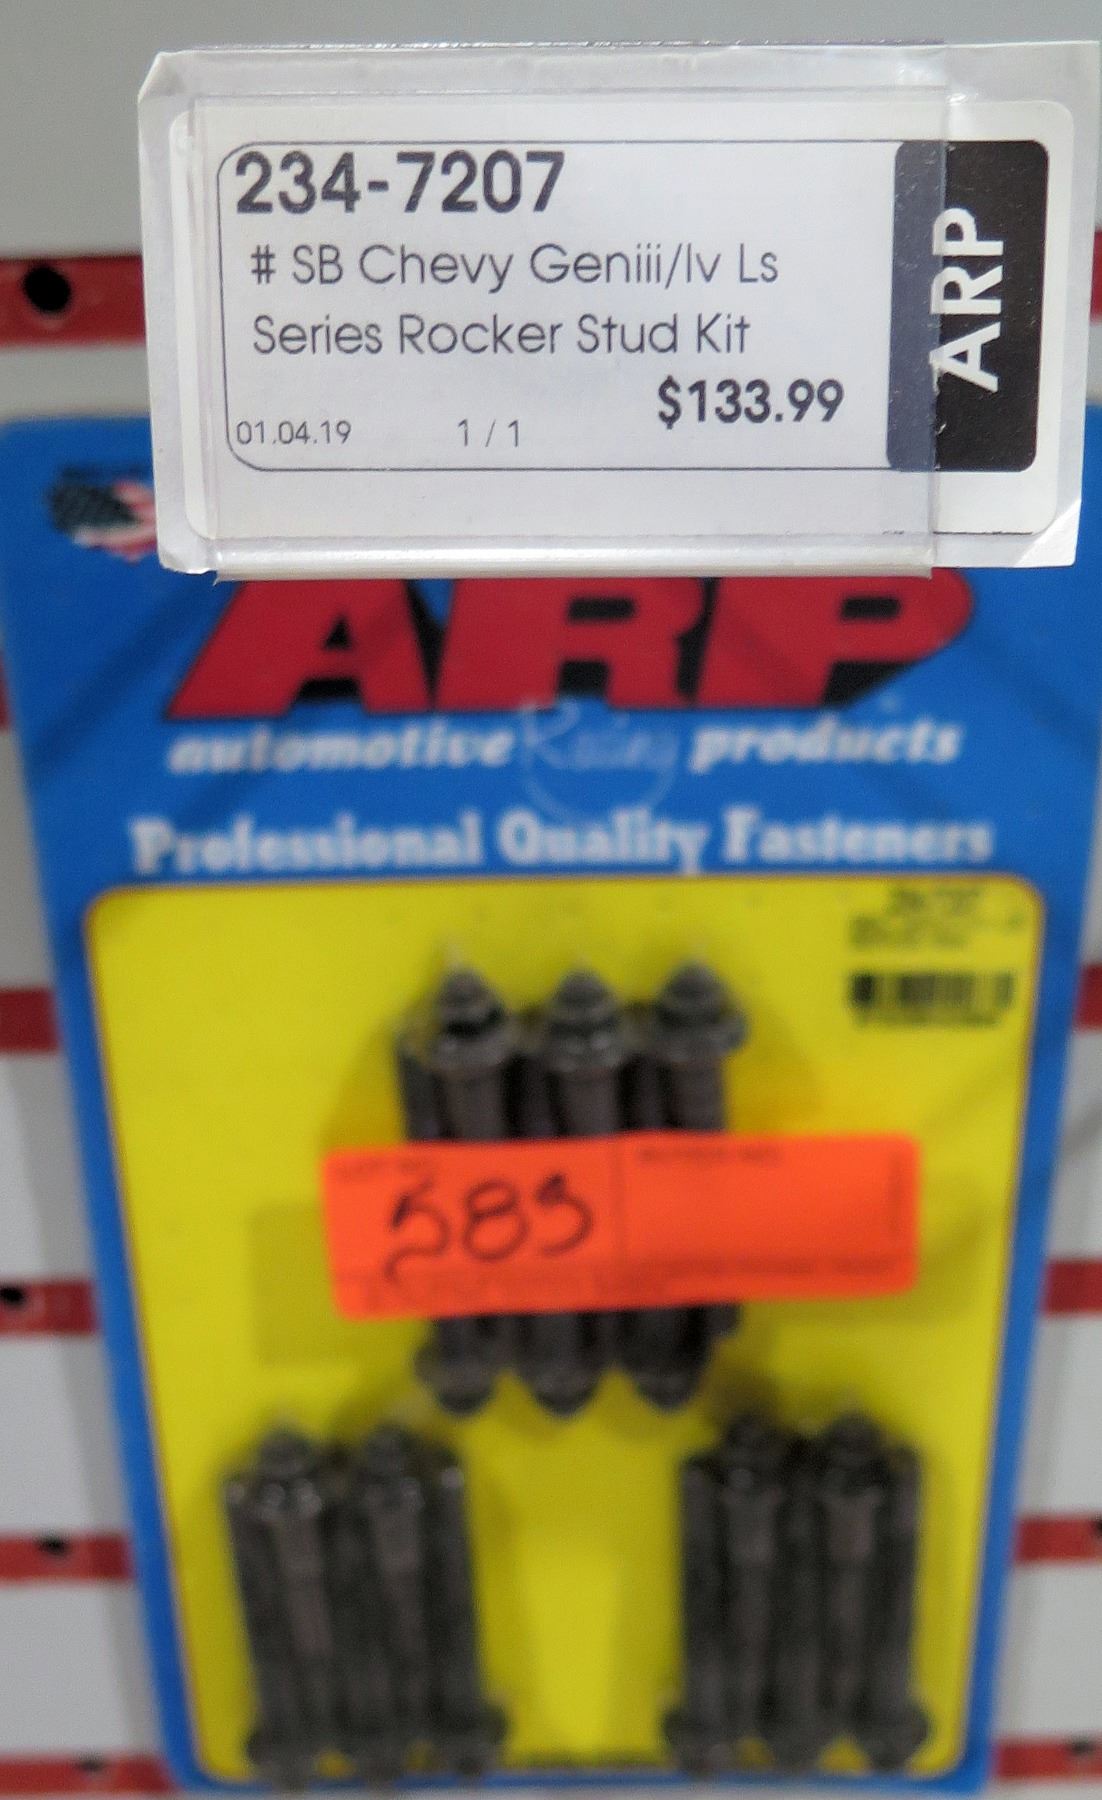 234-7207
# SB Chevy Geniii/Iv Ls
Series Rocker Stud Kit
$133.99
01.04.19 1 / 1
ARP
ARP
automotive Racing products
Professional Quality Fasteners
585